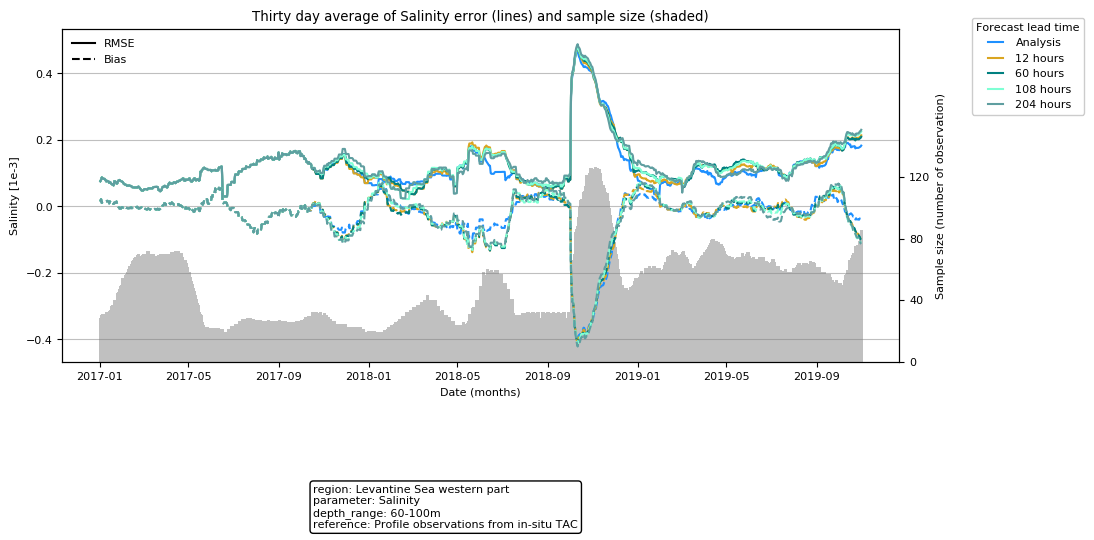 Thirty day average of Salinity error (lines) and sample size (shaded)
RMSE
Bias
Forecast lead time
Analysis
12 hours
60 hours
108 hours
204 hours
Salinity [1e-3]
0.4
0.2
0.0
−0.2
−0.4
Sample size (number of observation)
120
80
40
0
2017-01 2017-05 2017-09 2018-01 2018-05 2018-09 2019-01 2019-05 2019-09
Date (months)
region: Levantine Sea western part
parameter: Salinity
depth_range: 60-100m
reference: Profile observations from in-situ TAC